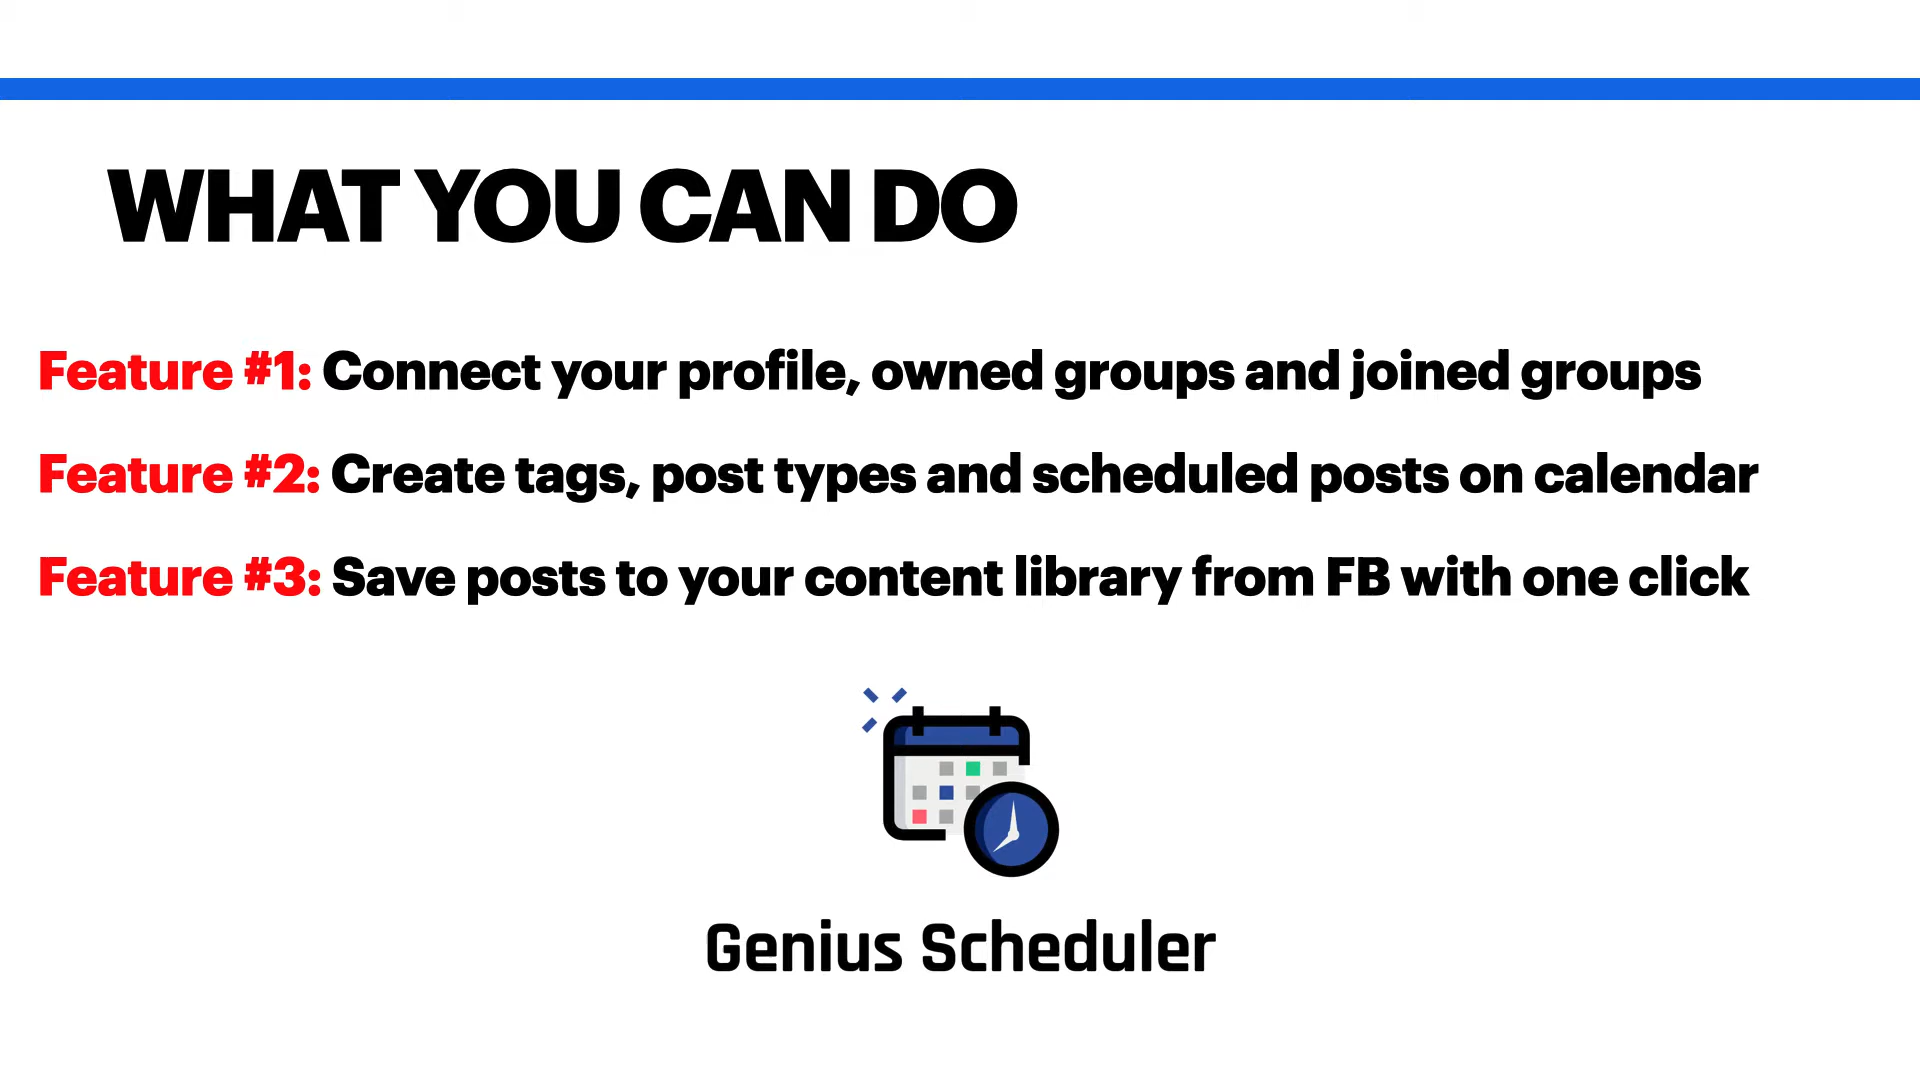 WHAT YOU CAN DO
Feature #1: Connect your profile, owned groups and joined groups
Feature #2: Create tags, post types and scheduled posts on calendar
Feature #3: Save posts to your content library from FB with one click
Genius Scheduler